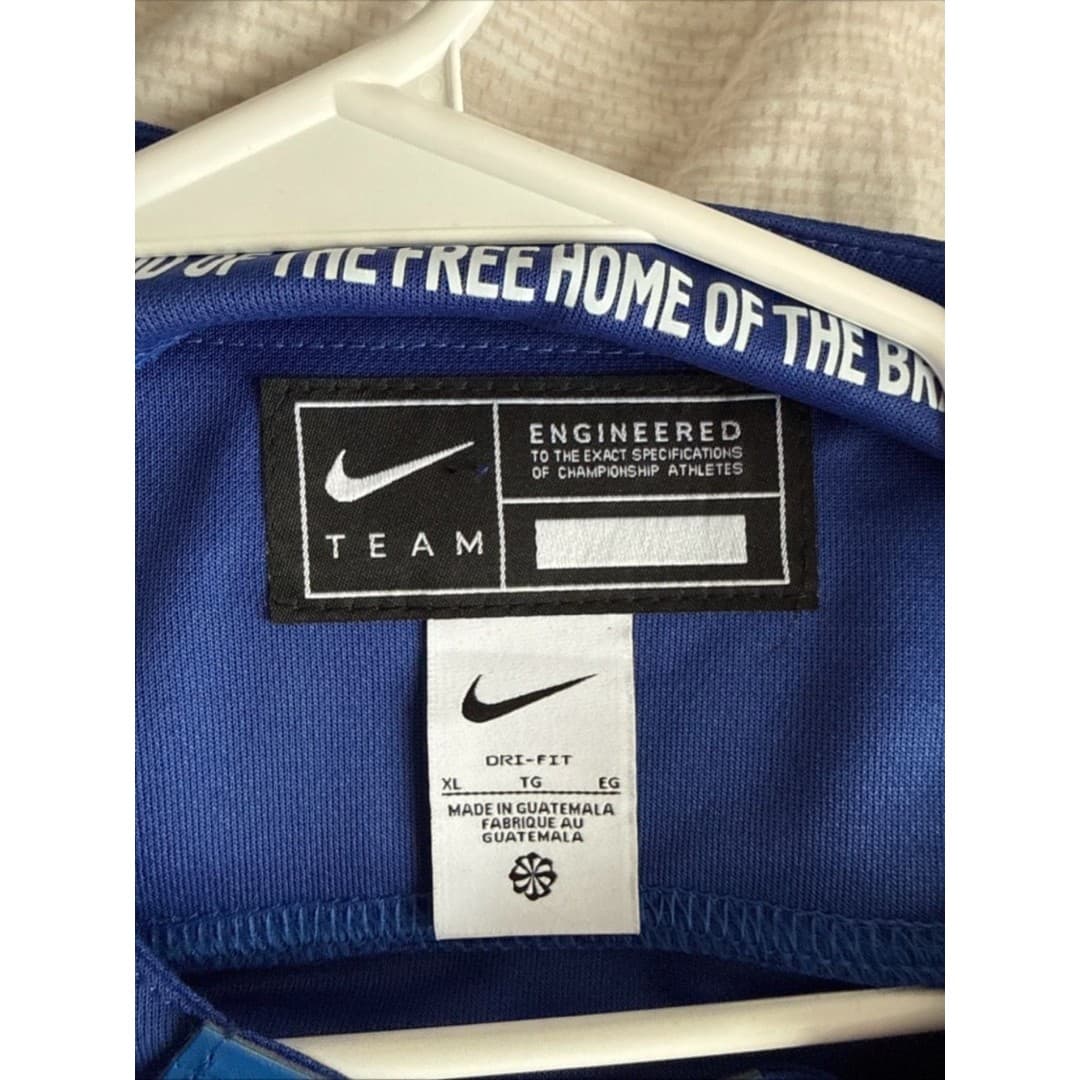 OF THE FREE HOME OF THE
TEAM
ENGINEERED
TO THE EXACT SPECIFICATIONS
OF CHAMPIONSHIP ATHLETES
DRI-FIT
XL TG EG
MADE IN GUATEMALA
FABRIQUE AU
GUATEMALA